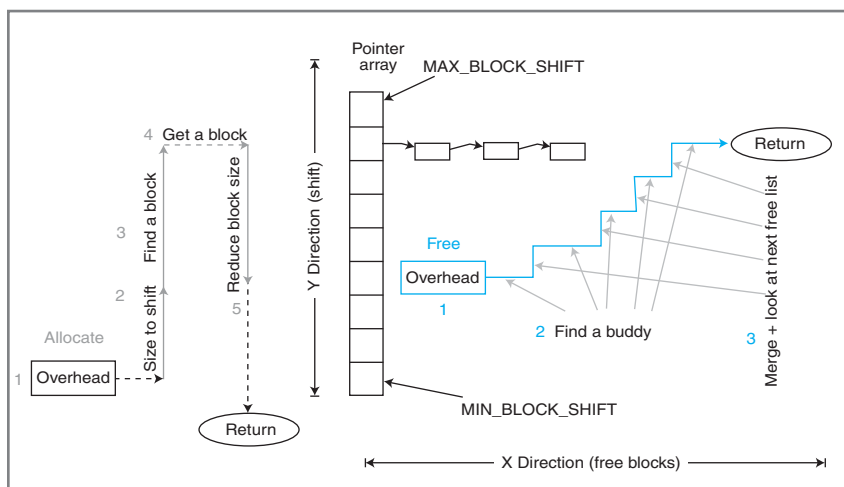 Pointer
array
MAX_BLOCK_SHIFT
4
Get a block
Return
Find a block
Reduce block size
Y Direction (shift)
3
Free
Overhead
2
5
1
Size to shift
2 Find a buddy
3
Merge + look at next free list
Allocate
1
Overhead
Return
MIN_BLOCK_SHIFT
X Direction (free blocks)